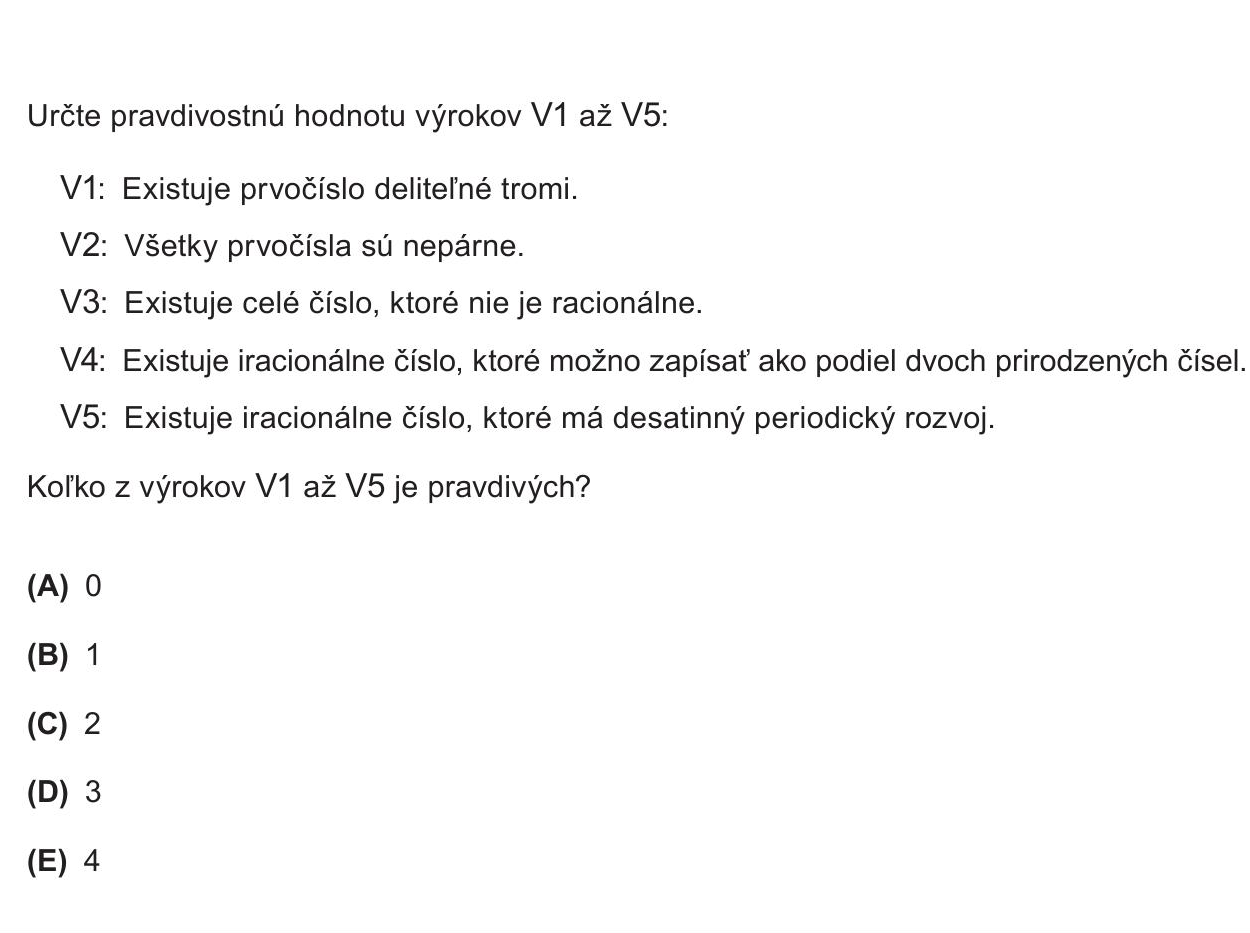 Určte pravdivostnú hodnotu výrokov V1 až V5:
V1: Existuje prvočíslo deliteľné tromi.
V2: Všetky prvočísla sú nepárne.
V3: Existuje celé číslo, ktoré nie je racionálne.
V4: Existuje iracionálne číslo, ktoré možno zapísať ako podiel dvoch prirodzených čísel.
V5: Existuje iracionálne číslo, ktoré má desatinný periodický rozvoj.
Koľko z výrokov V1 až V5 je pravdivých?
(A) 0
(B) 1
(C) 2
(D) 3
(E) 4